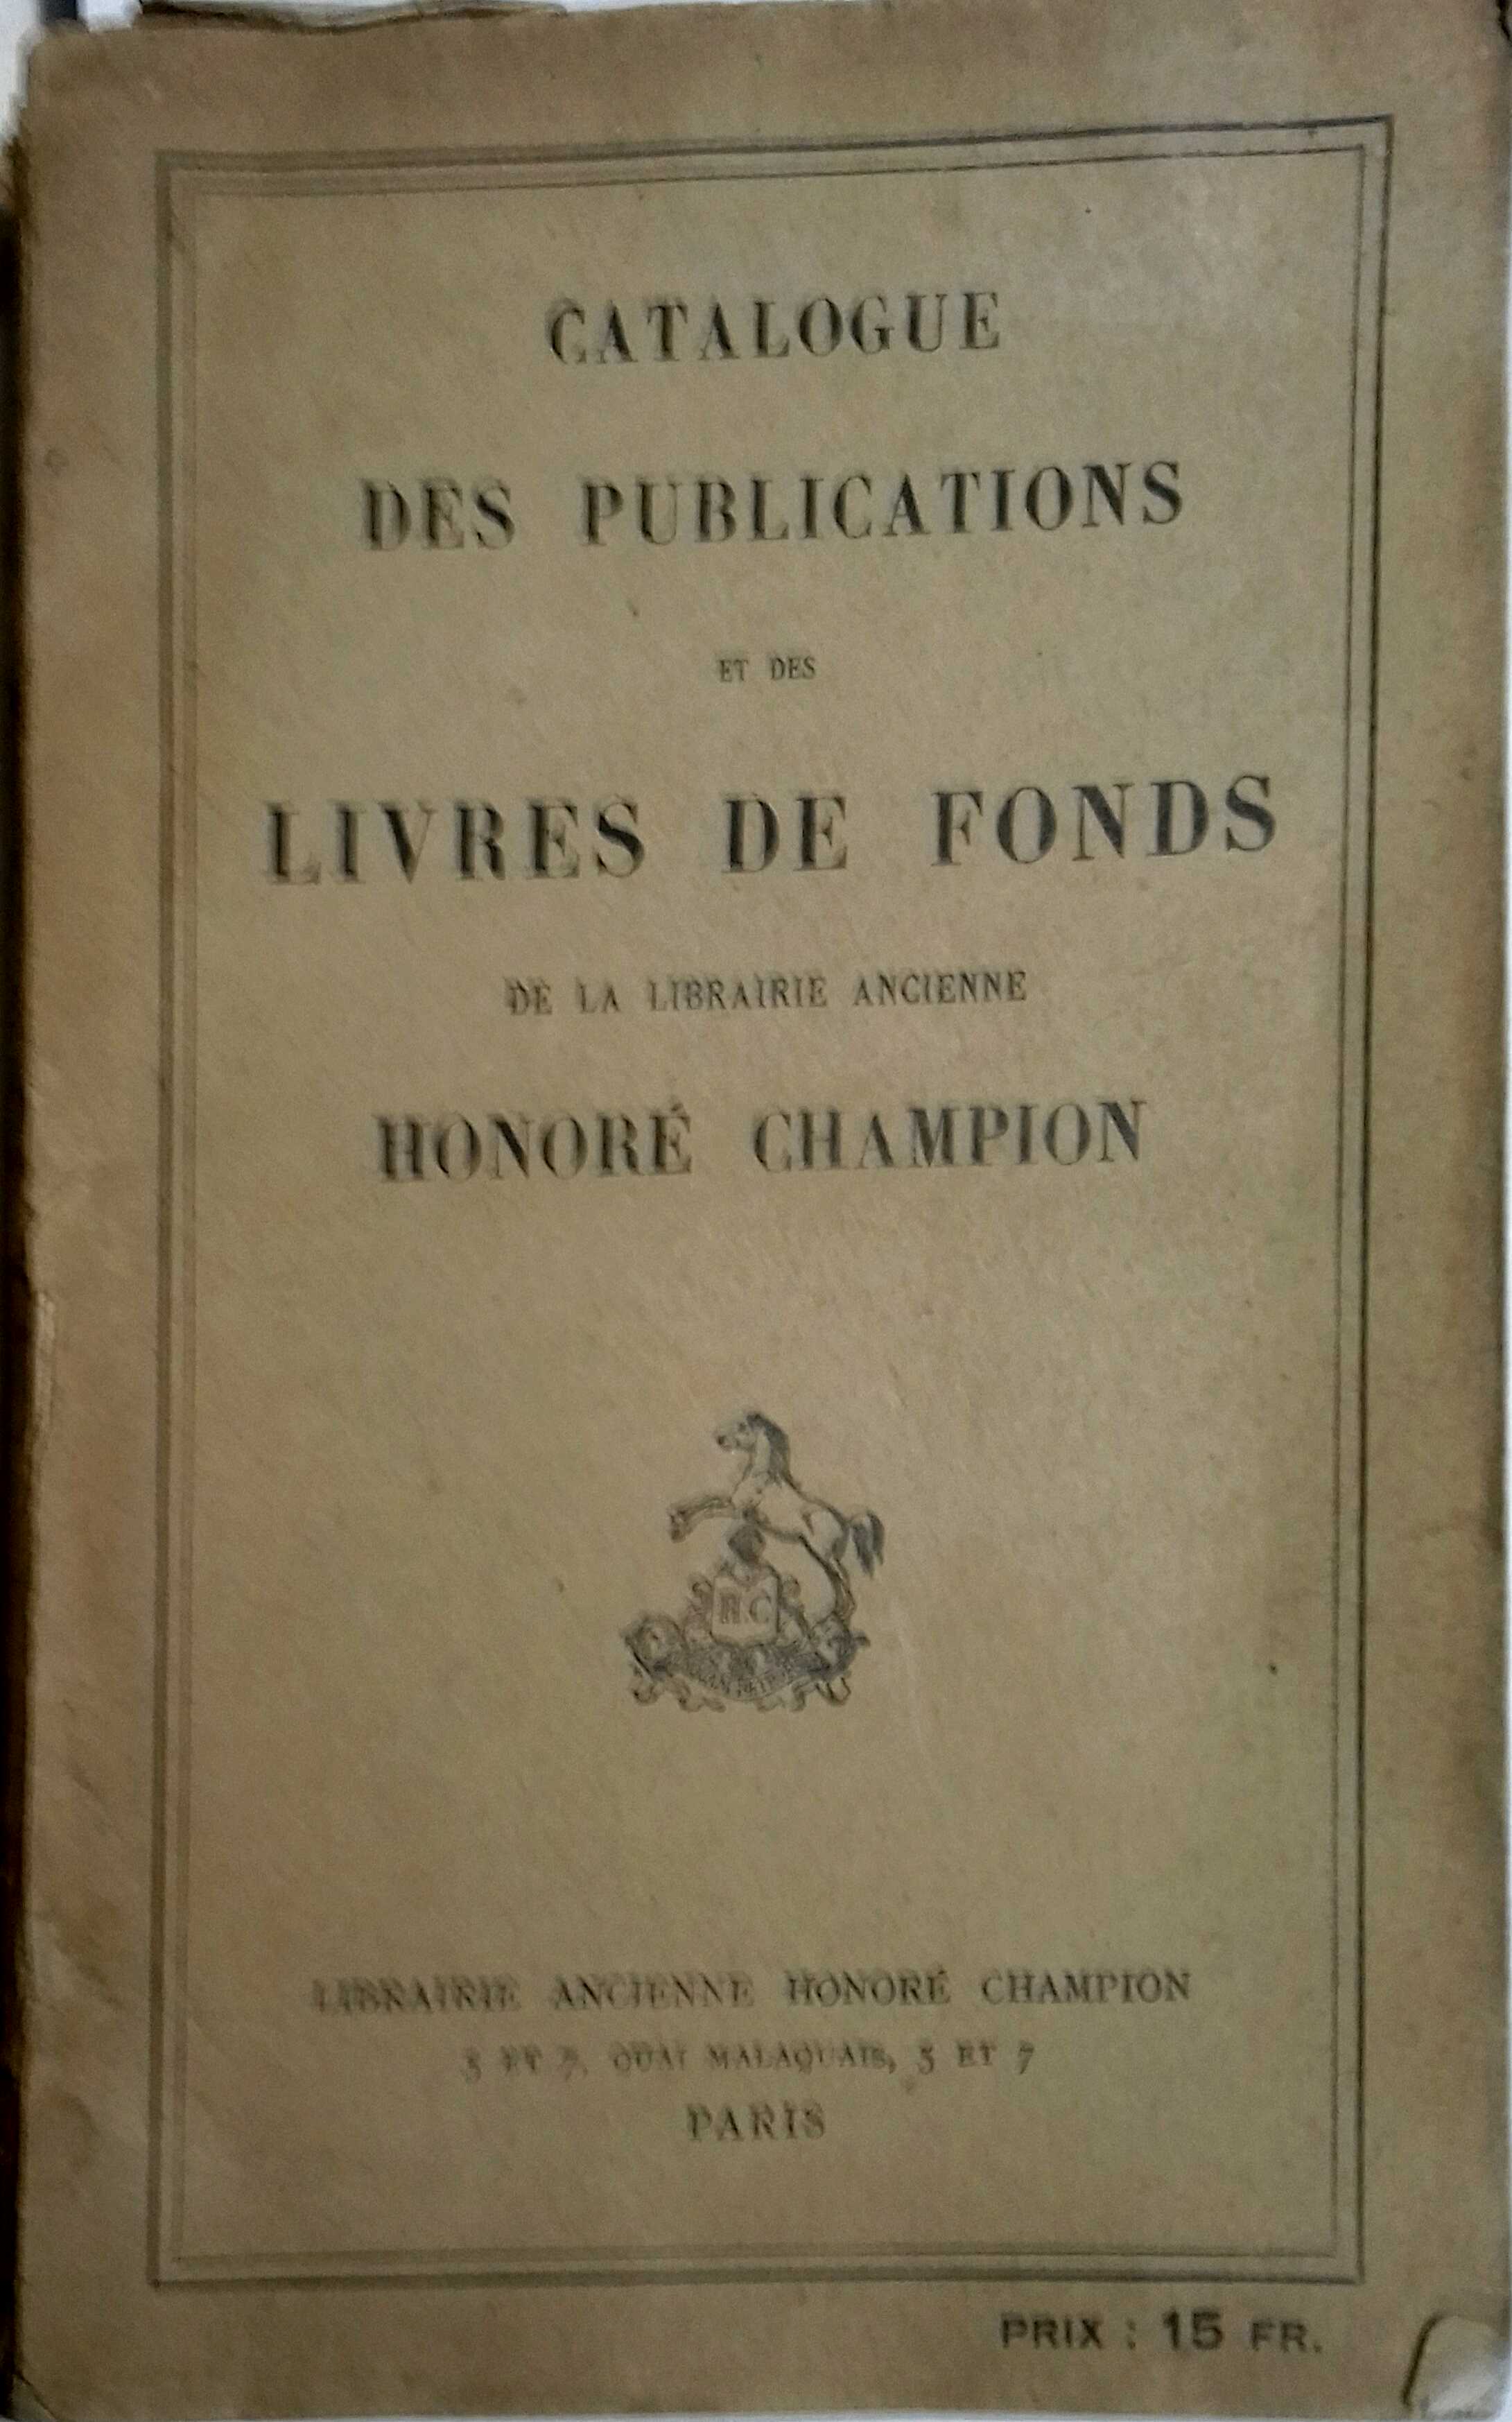 CATALOGUE
DES PUBLICATIONS
ET DES
LIVRES DE FONDS
DE LA LIBRAIRIE ANCIENNE
HONORÉ CHAMPION
H.C
LIBRAIRIE ANCIENNE HONORÉ CHAMPION
5 ET 7, QUAI MALAQUAIS, 5 ET 7
PARIS
PRIX : 15 FR.